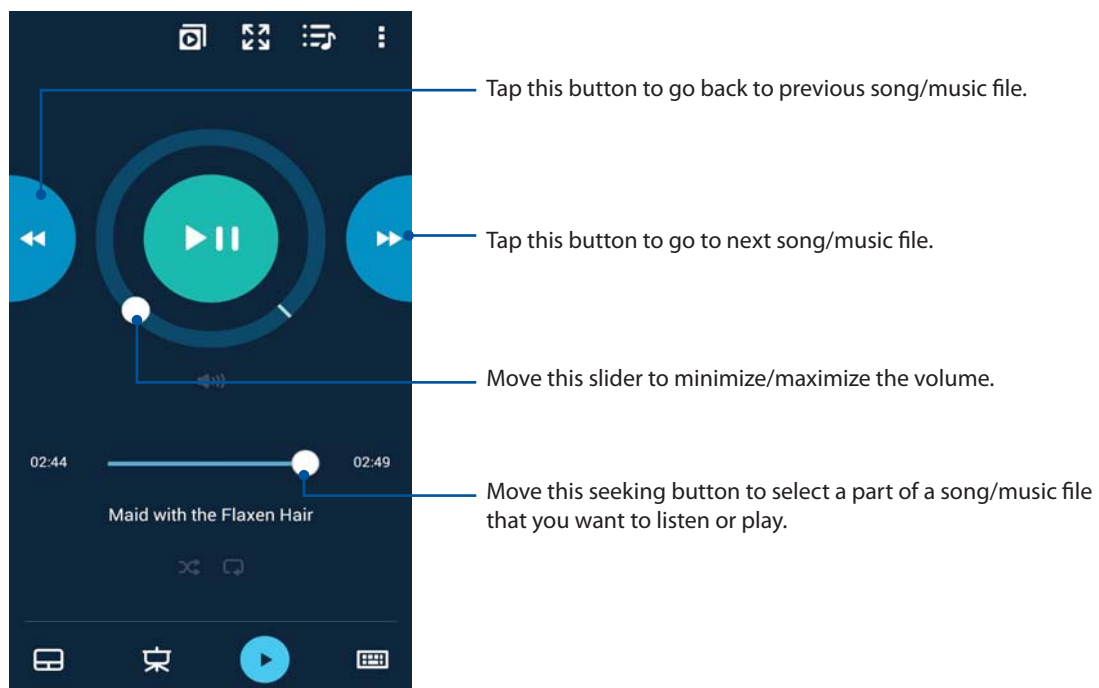 Tap this button to go back to previous song/music file.
Tap this button to go to next song/music file.
Move this slider to minimize/maximize the volume.
02:44
02:49
Move this seeking button to select a part of a song/music file
that you want to listen or play.
Maid with the Flaxen Hair